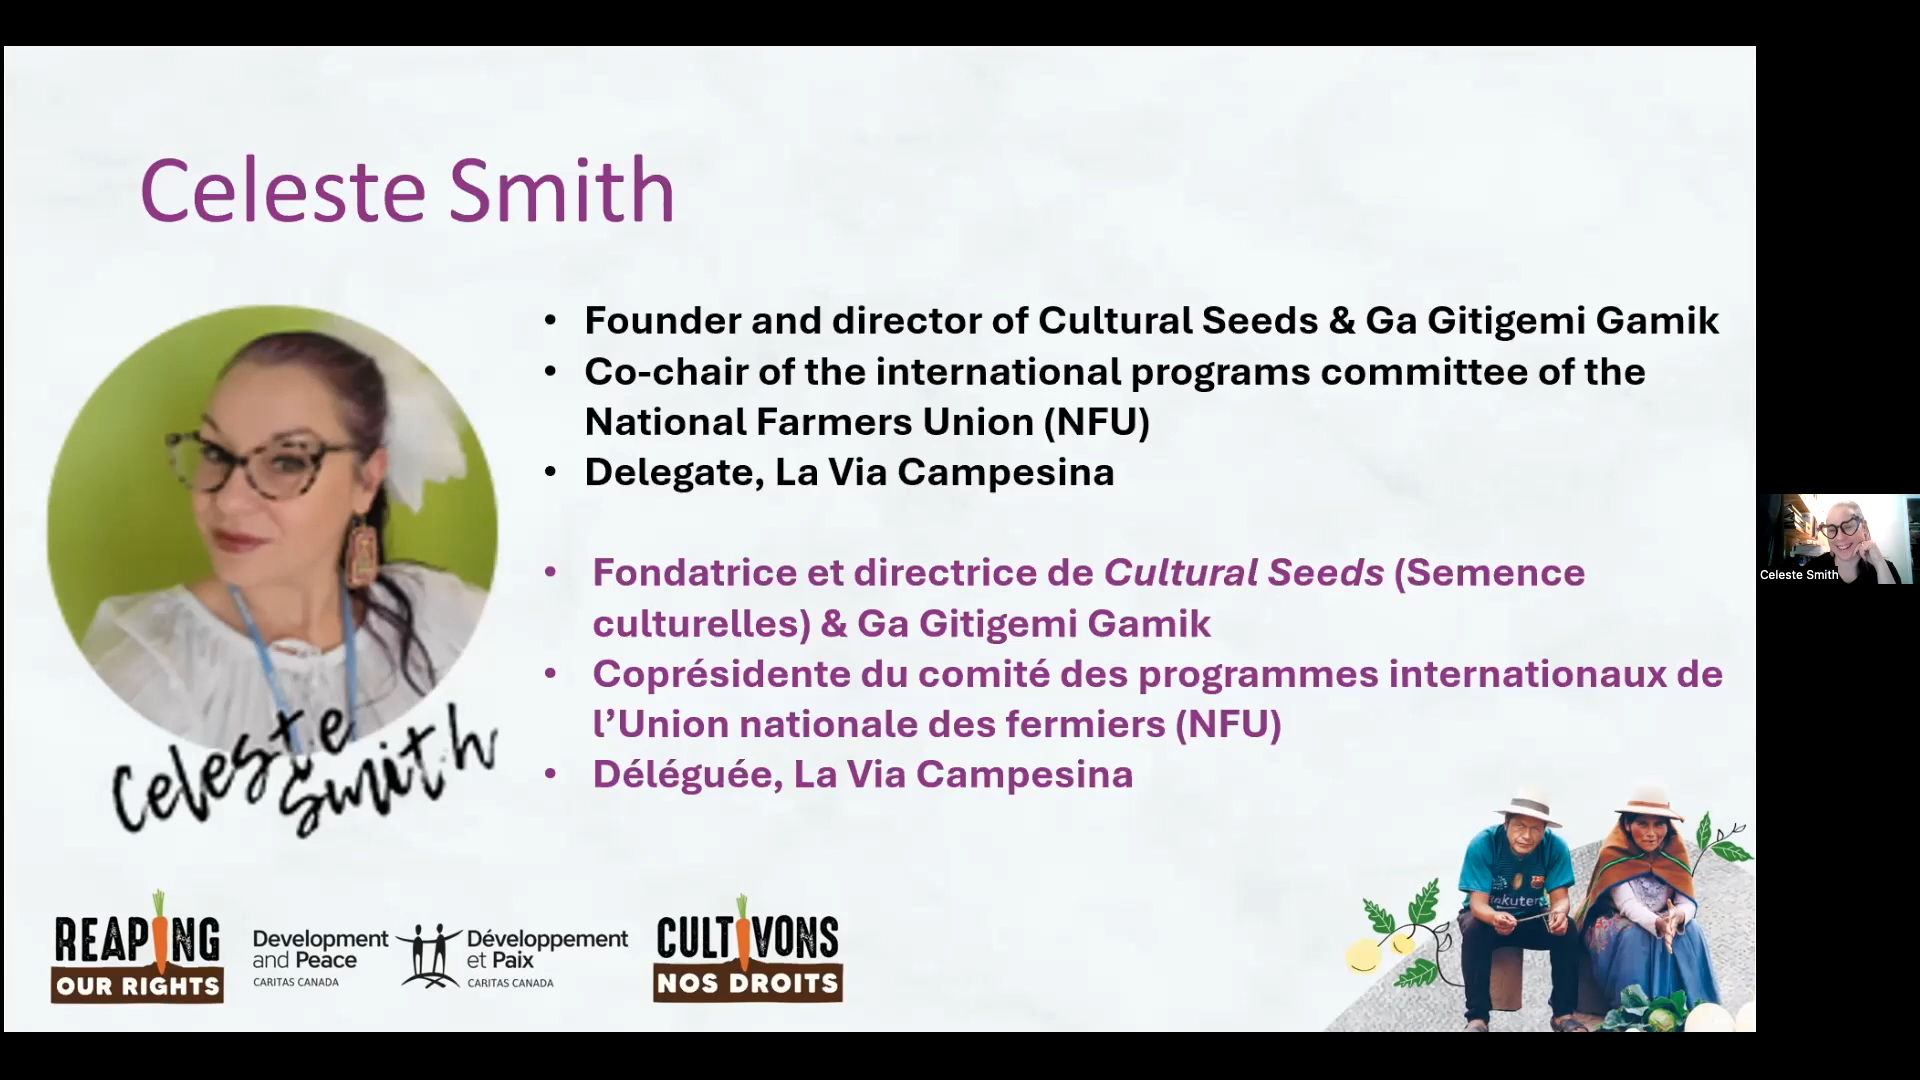 Celeste Smith
• Founder and director of Cultural Seeds & Ga Gitigemi Gamik
• Co-chair of the international programs committee of the
National Farmers Union (NFU)
• Delegate, La Via Campesina
• Fondatrice et directrice de Cultural Seeds (Semence
culturelles) & Ga Gitigemi Gamik
• Coprésidente du comité des programmes internationaux de
l’Union nationale des fermiers (NFU)
• Déléguée, La Via Campesina
Celeste
Smith
Celeste Smith
REAPING
OUR RIGHTS
Development
and Peace
CARITAS CANADA
Développement
et Paix
CARITAS CANADA
CULTIVONS
NOS DROITS